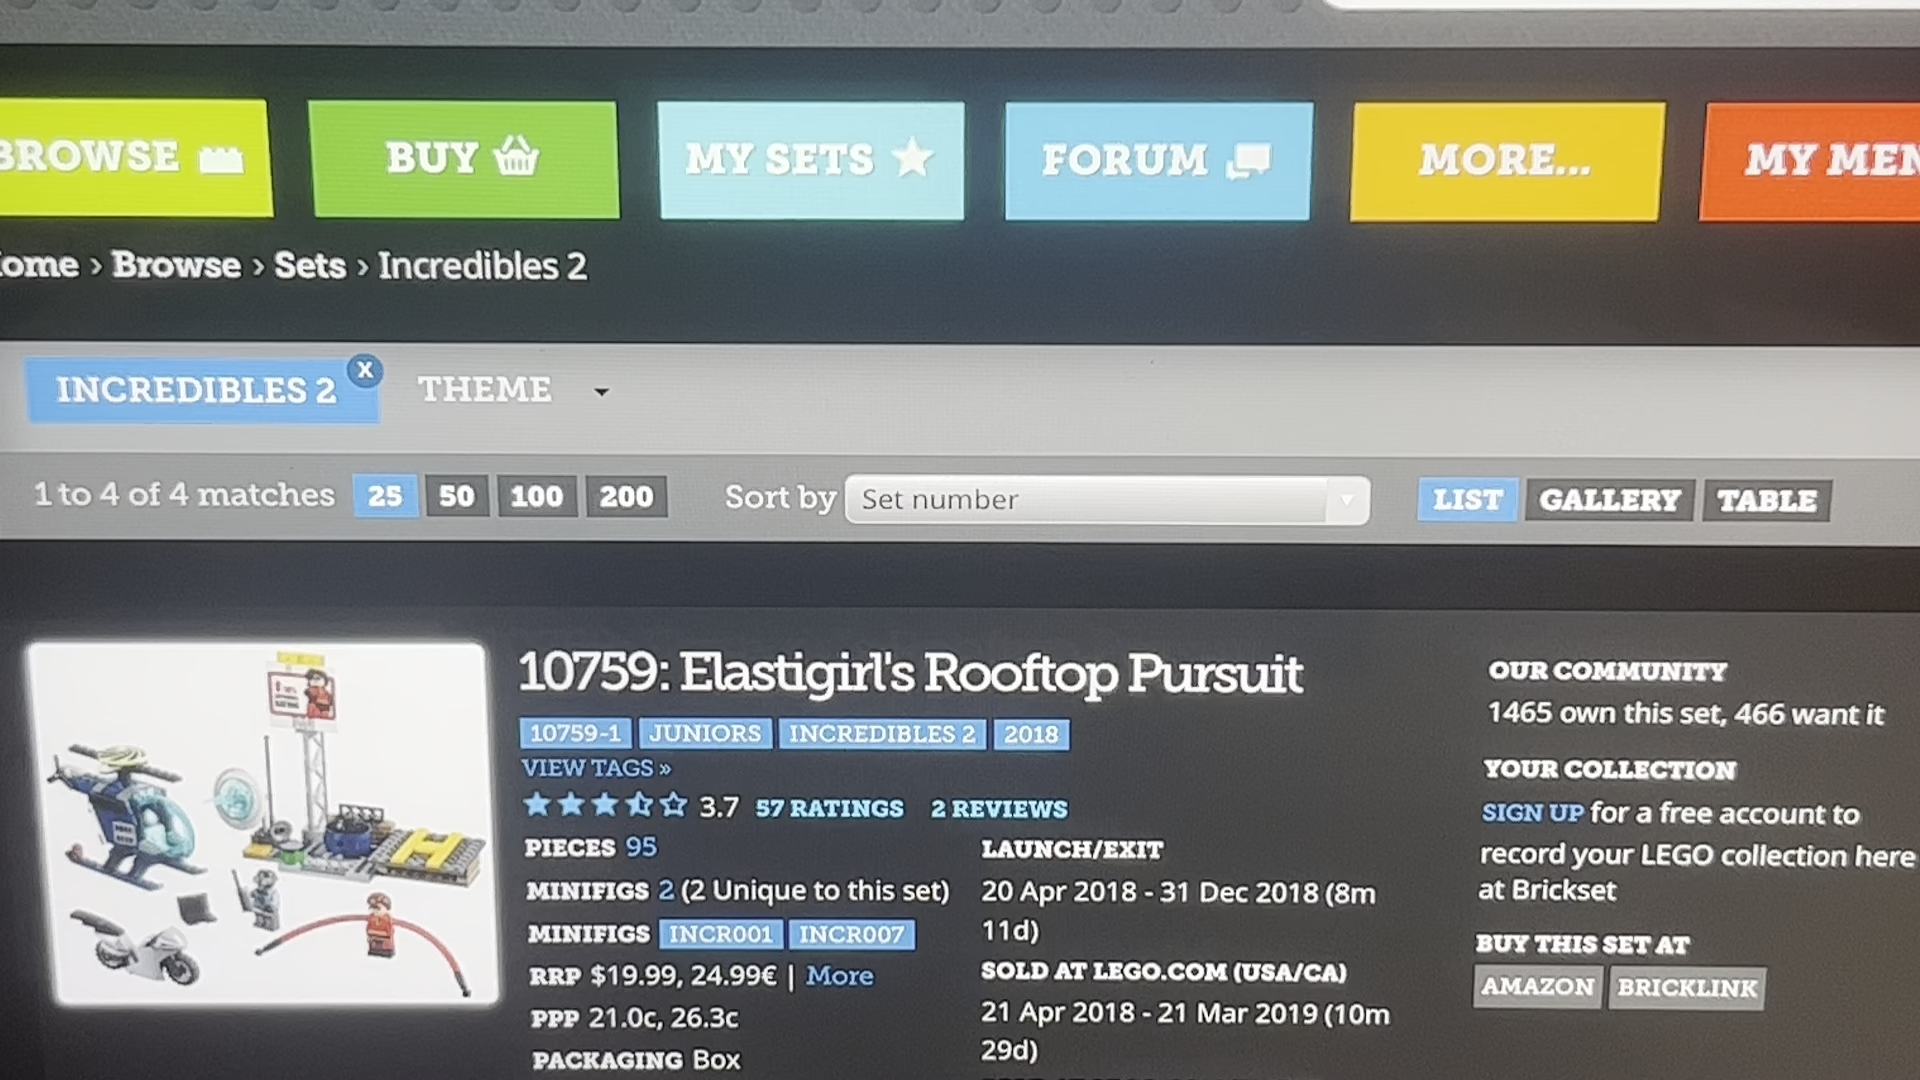 BROWSE
BUY
MY SETS
FORUM
MORE...
MY MEN
ome › Browse › Sets › Incredibles 2
INCREDIBLES 2 X
THEME
1 to 4 of 4 matches 25 50 100 200 Sort by Set number LIST GALLERY TABLE
10759: Elastigirl's Rooftop Pursuit
10759-1 JUNIORS INCREDIBLES 2 2018
VIEW TAGS »
3.7 57 RATINGS 2 REVIEWS
PIECES 95
MINIFIGS 2 (2 Unique to this set)
MINIFIGS INCR001 INCR007
RRP $19.99, 24.99€ | More
PPP 21.0c, 26.3c
PACKAGING Box
LAUNCH/EXIT
20 Apr 2018 - 31 Dec 2018 (8m
11d)
SOLD AT LEGO.COM (USA/CA)
21 Apr 2018 - 21 Mar 2019 (10m
29d)
OUR COMMUNITY
1465 own this set, 466 want it
YOUR COLLECTION
SIGN UP for a free account to
record your LEGO collection here
at Brickset
BUY THIS SET AT
AMAZON BRICKLINK
H